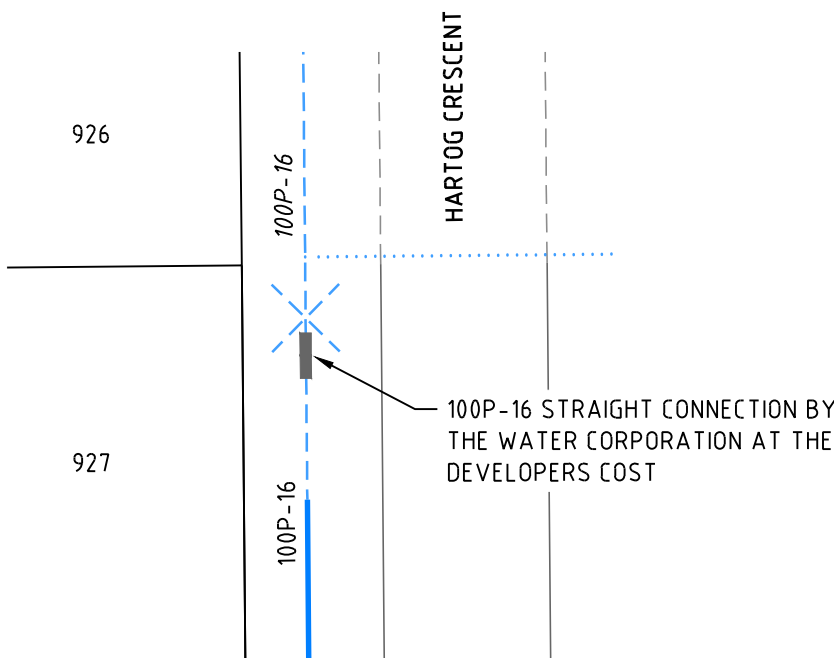 HARTOG CRESCENT
926
100P-16
100P-16 STRAIGHT CONNECTION BY
THE WATER CORPORATION AT THE
DEVELOPERS COST
927
100P-16